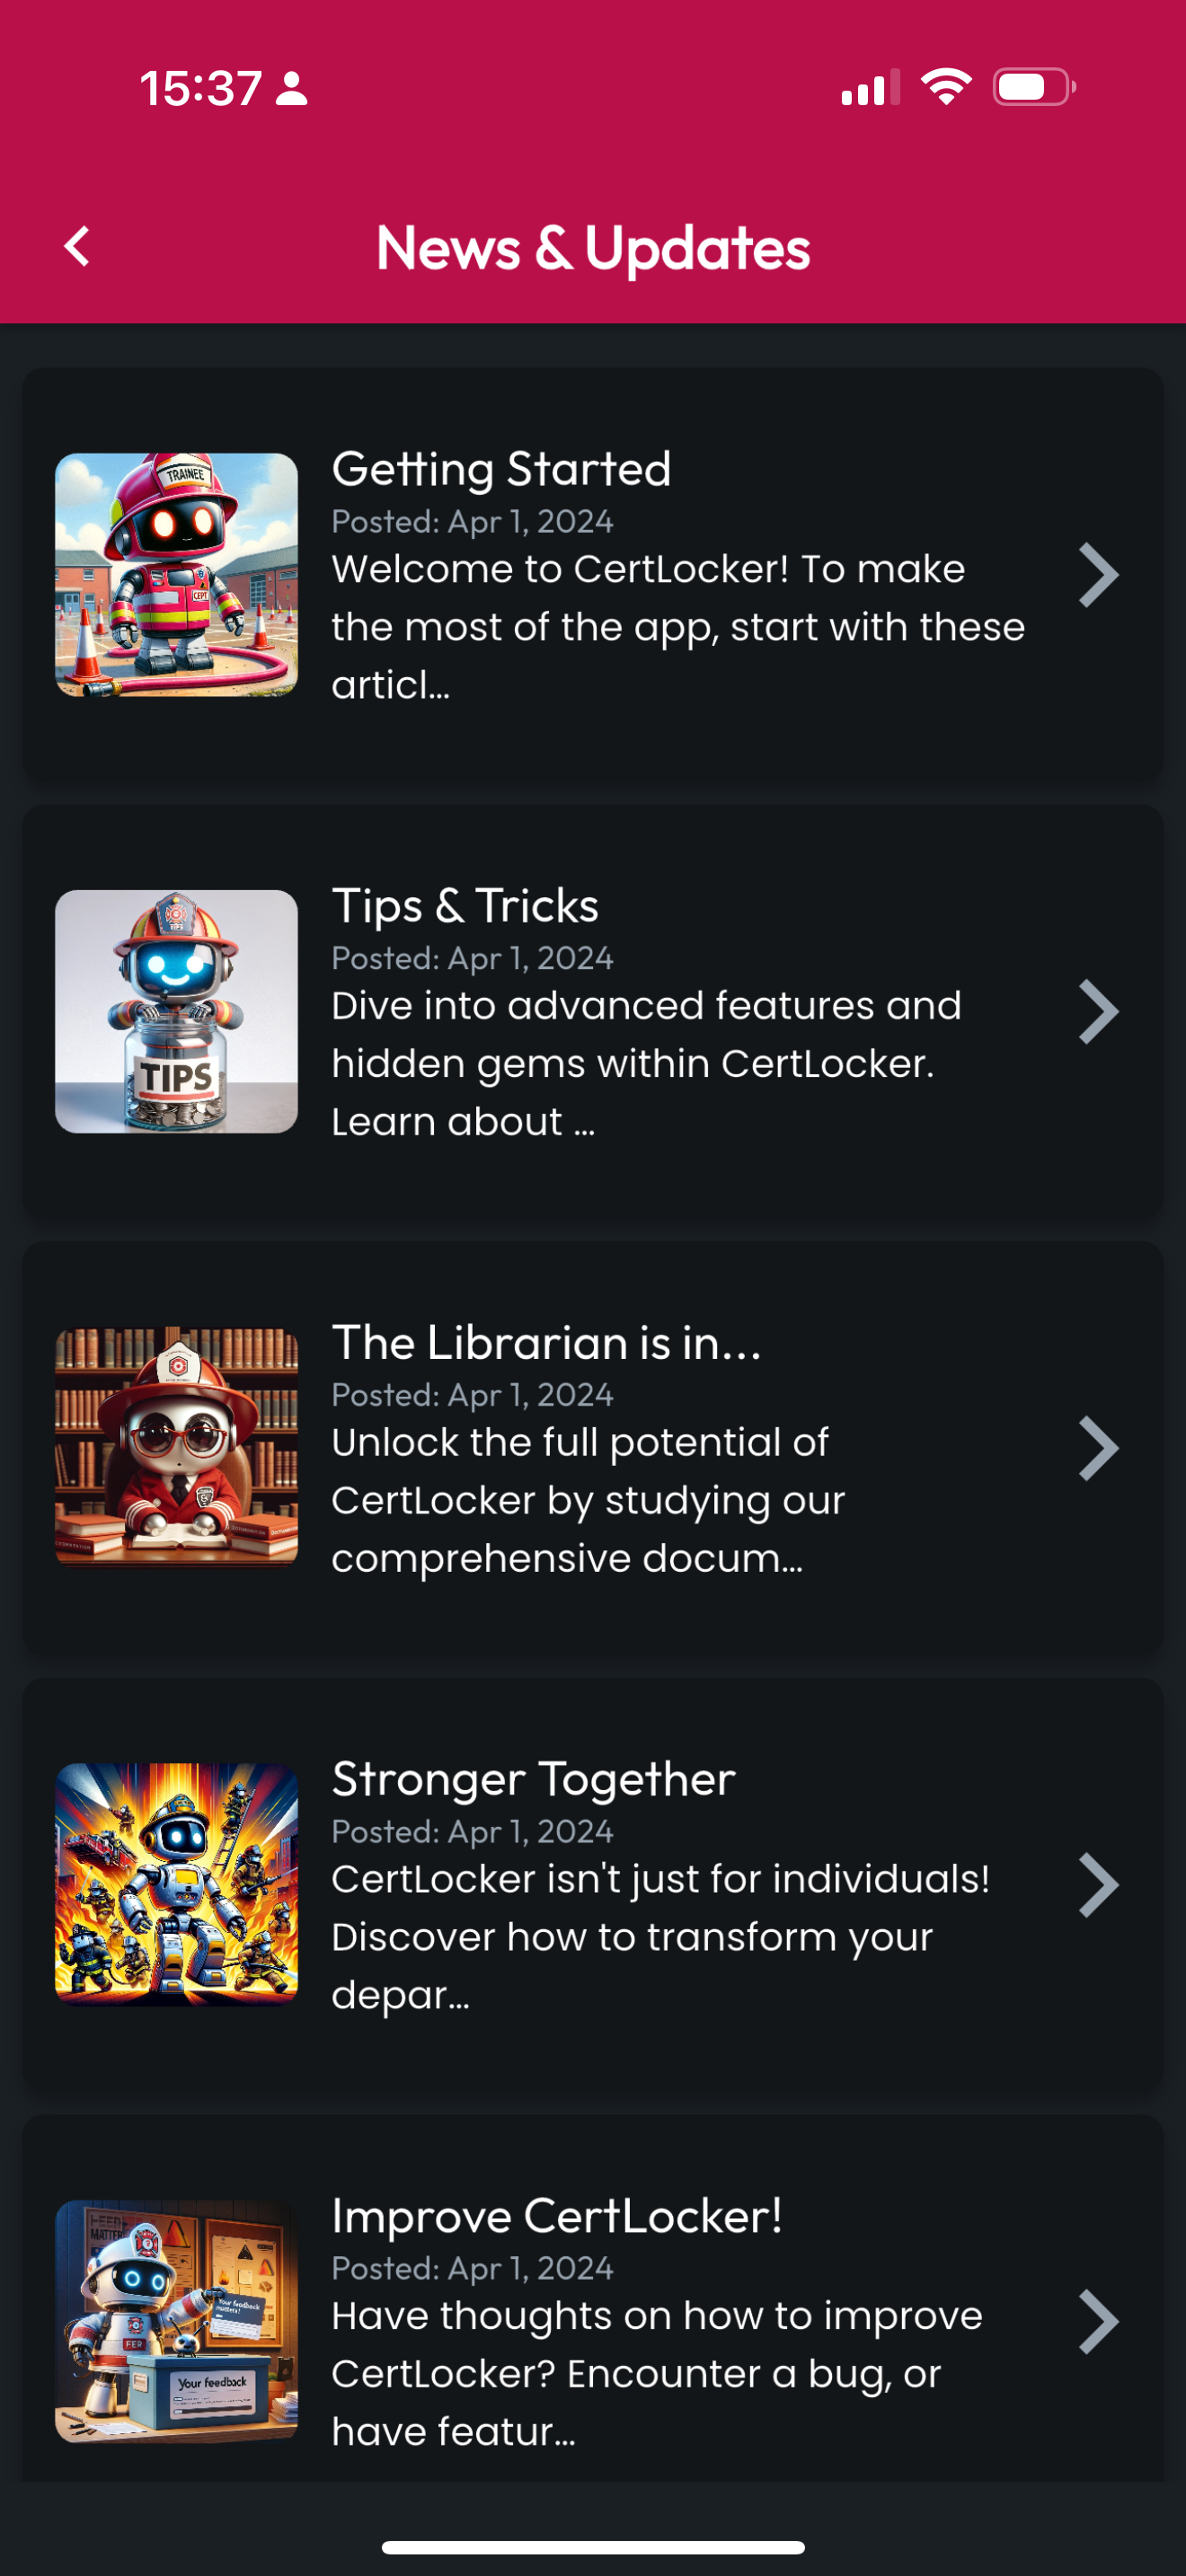 15:37
News & Updates
TRAINEE
CEPT
Getting Started
Posted: Apr 1, 2024
Welcome to CertLocker! To make
the most of the app, start with these
articl...
TIPS
Tips & Tricks
Posted: Apr 1, 2024
Dive into advanced features and
hidden gems within CertLocker.
Learn about ...
The Librarian is in...
Posted: Apr 1, 2024
Unlock the full potential of
CertLocker by studying our
comprehensive docum...
Stronger Together
Posted: Apr 1, 2024
CertLocker isn't just for individuals!
Discover how to transform your
depar...
Your feedback
matters!
FER
Your feedback
Improve CertLocker!
Posted: Apr 1, 2024
Have thoughts on how to improve
CertLocker? Encounter a bug, or
have featur...